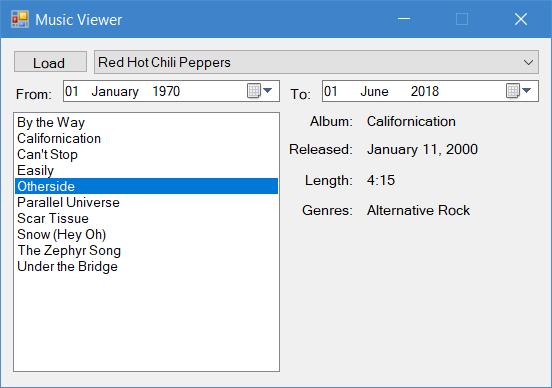 Music Viewer
Load Red Hot Chili Peppers
From: 01 January 1970 To: 01 June 2018
By the Way
Californication
Can't Stop
Easily
Otherside
Parallel Universe
Scar Tissue
Snow (Hey Oh)
The Zephyr Song
Under the Bridge
Album: Californication
Released: January 11, 2000
Length: 4:15
Genres: Alternative Rock